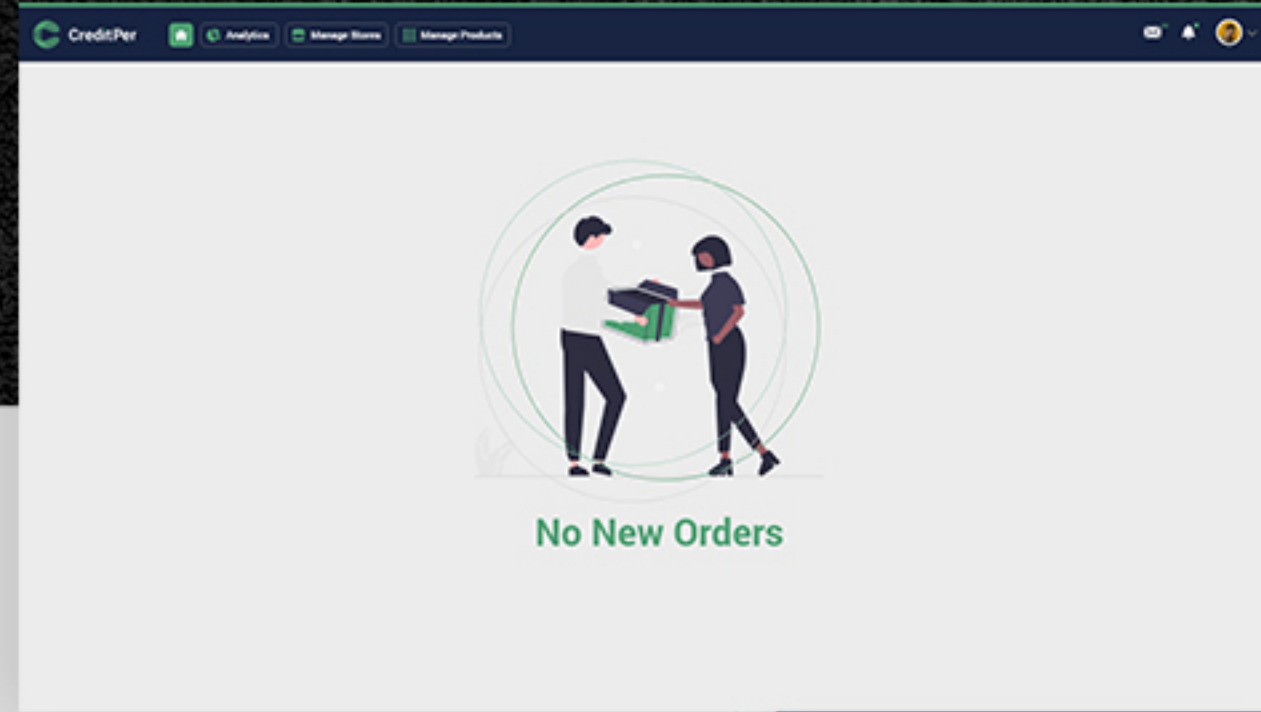 CreditPer
Analytics
Manage Stores
Manage Products
No New Orders